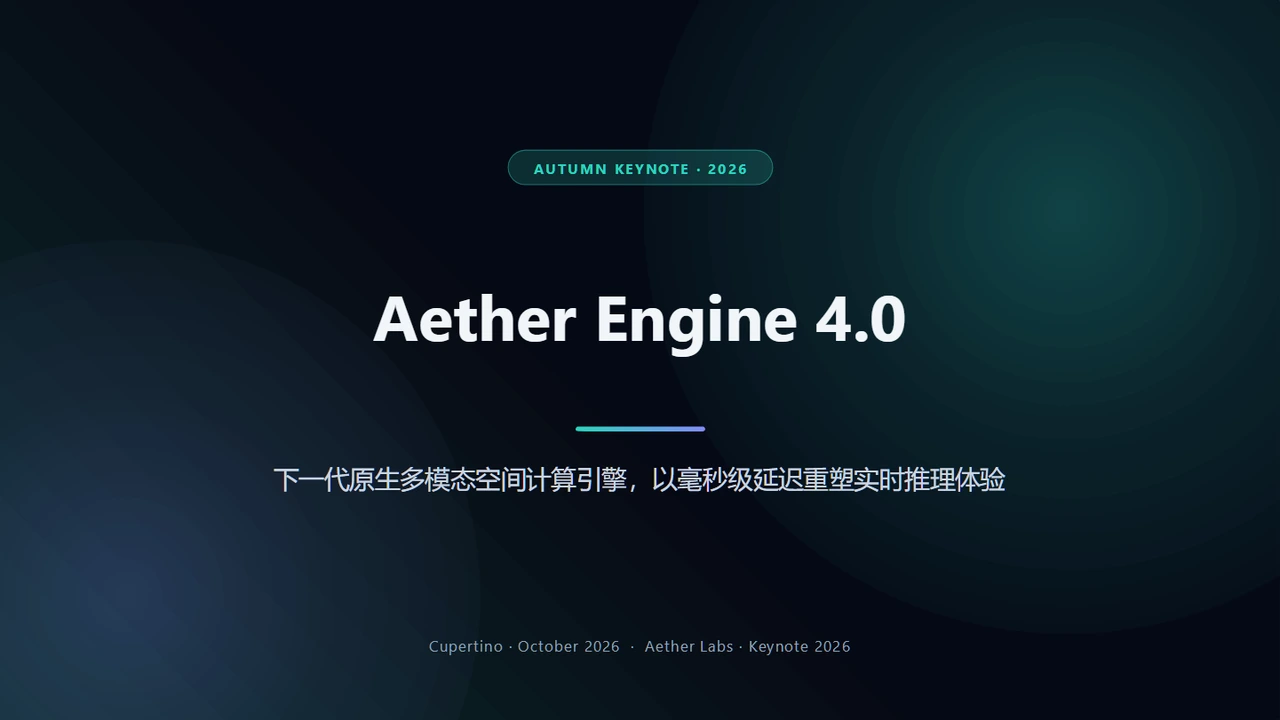 AUTUMN KEYNOTE · 2026
Aether Engine 4.0
下一代原生多模态空间计算引擎，以毫秒级延迟重塑实时推理体验
Cupertino · October 2026 · Aether Labs · Keynote 2026